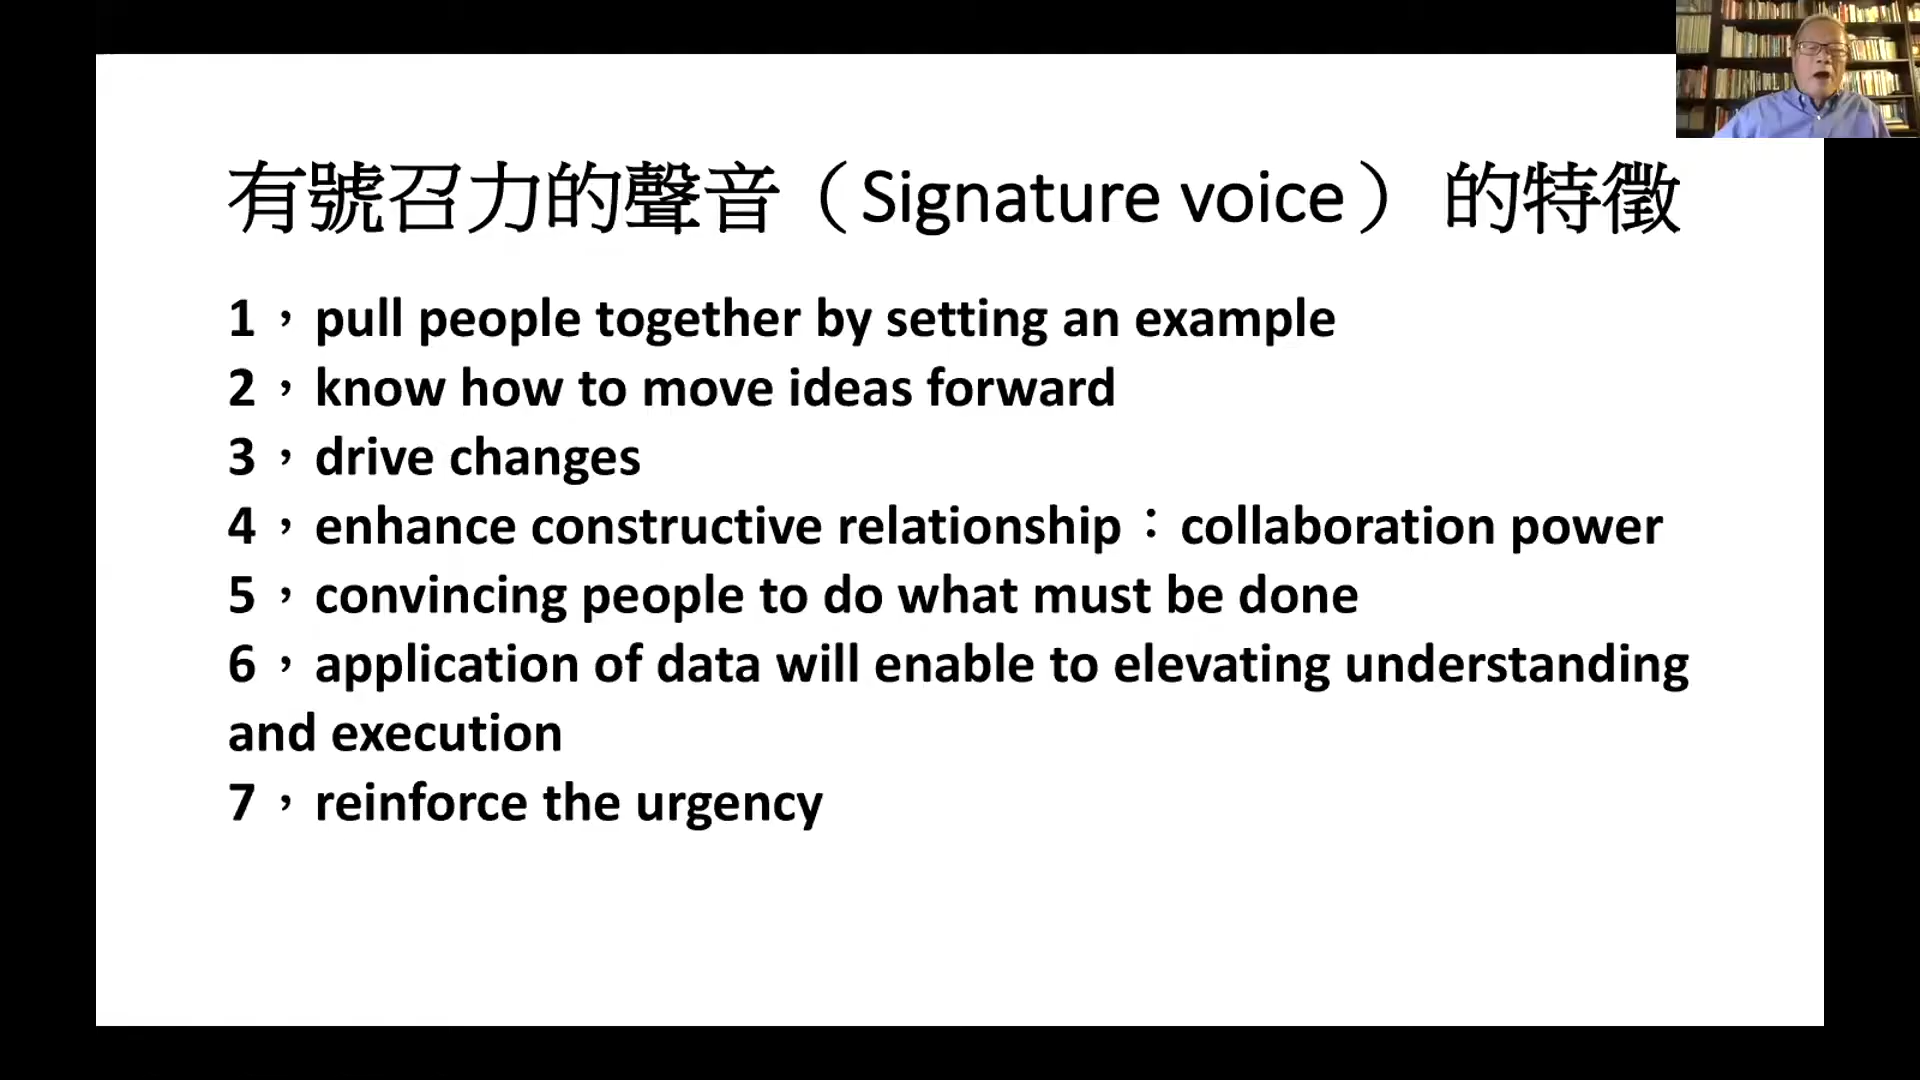 有號召力的聲音（Signature voice） 的特徵
1，pull people together by setting an example
2，know how to move ideas forward
3，drive changes
4，enhance constructive relationship：collaboration power
5，convincing people to do what must be done
6，application of data will enable to elevating understanding
and execution
7，reinforce the urgency